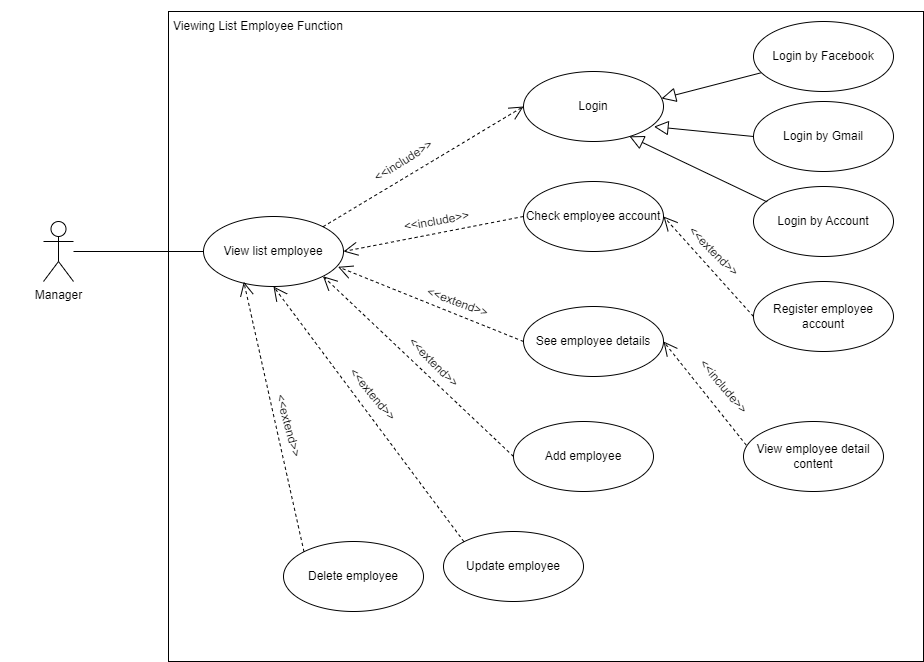 Viewing List Employee Function
Login by Facebook
Login
Login by Gmail
<<include>>
Check employee account
<<include>>
Login by Account
<<extend>>
View list employee
Manager
<<extend>>
Register employee
account
See employee details
<<extend>>
<<extend>>
<<include>>
<<extend>>
Add employee
View employee detail
content
Delete employee
Update employee